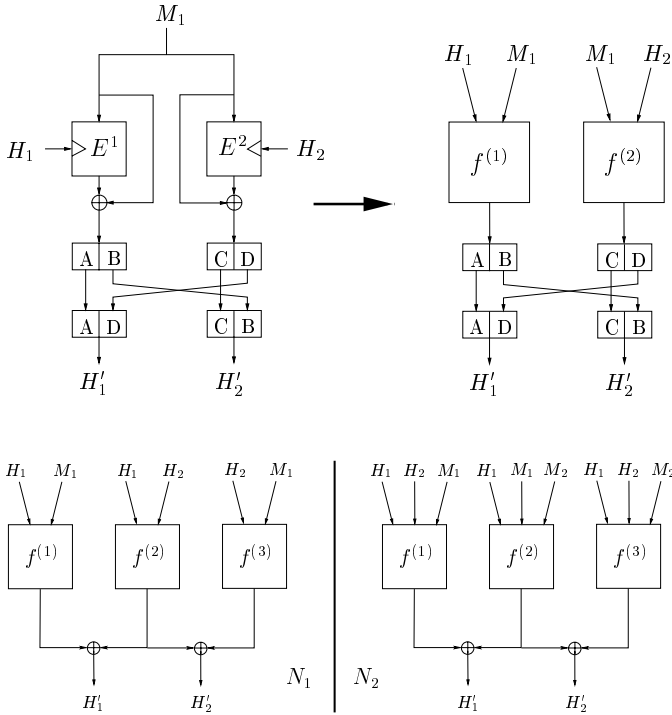 M₁
H₁ M₁ M₁ H₂
H₁ E¹ E² H₂ f⁽¹⁾ f⁽²⁾
A B C D A B C D
A D C B A D C B
H′₁ H′₂ H′₁ H′₂
H₁ M₁ H₁ H₂ H₂ M₁ H₁ H₂ M₁ H₁ M₁ M₂ H₁ H₂ M₂
f⁽¹⁾ f⁽²⁾ f⁽³⁾ f⁽¹⁾ f⁽²⁾ f⁽³⁾
N₁ N₂
H′₁ H′₂ H′₁ H′₂